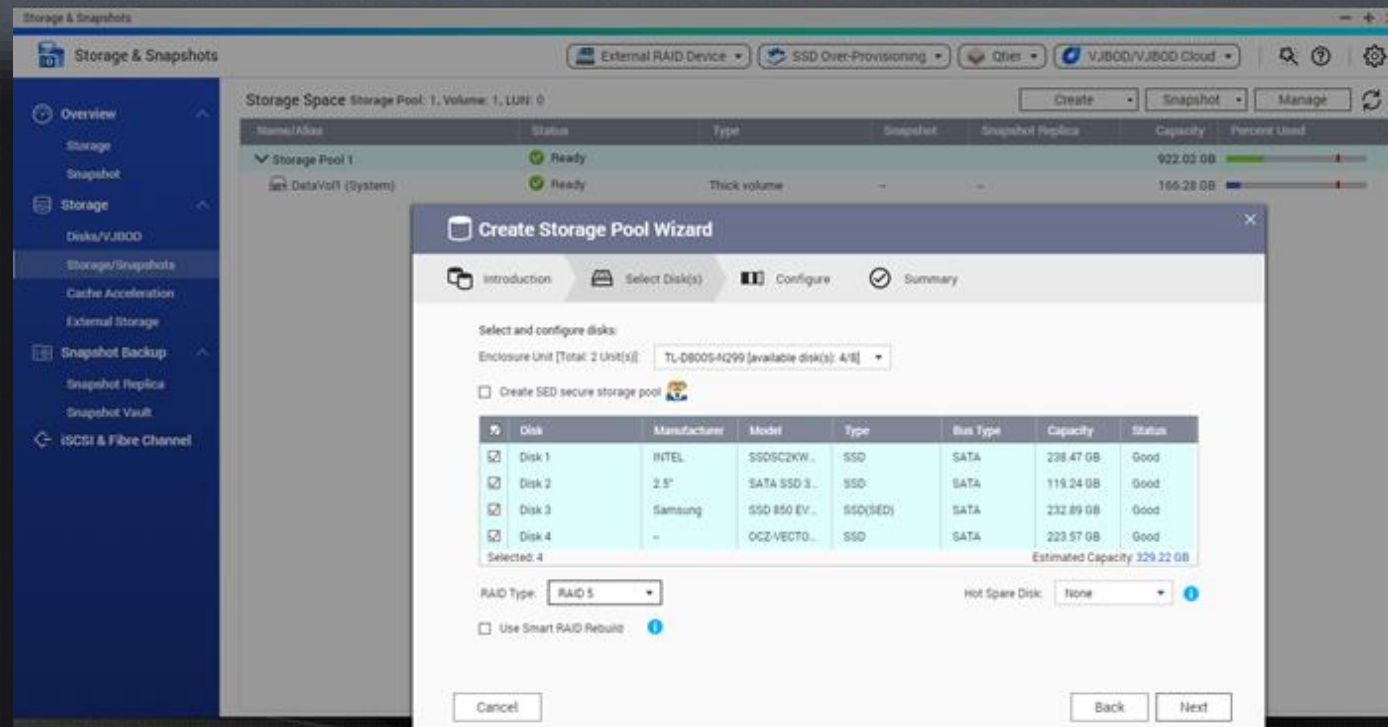 Storage & Snapshots
Storage & Snapshots
External RAID Device
SSD Over-Provisioning
Qtier
VJBOD/VJBOD Cloud
Overview
Storage
Snapshot
Storage
Disks/VJBOD
Storage/Snapshots
Cache Acceleration
External Storage
Snapshot Backup
Snapshot Replica
Snapshot Vault
iSCSI & Fibre Channel
Storage Space Storage Pool: 1, Volume: 1, LUN: 0
Create Snapshot Manage
Name/Alias Status Type Snapshot Snapshot Replica Capacity Percent Used
Storage Pool 1 Ready 922.02 GB
DataVol1 (System) Ready Thick volume -- -- 166.28 GB
Create Storage Pool Wizard
Introduction Select Disk(s) Configure Summary
Select and configure disks:
Enclosure Unit [Total: 2 Unit(s)]: TL-D800S-N299 [available disk(s): 4/8]
Create SED secure storage pool
Disk Manufacturer Model Type Bus Type Capacity Status
Disk 1 INTEL SSDSC2KW... SSD SATA 238.47 GB Good
Disk 2 2.5" SATA SSD 3... SSD SATA 119.24 GB Good
Disk 3 Samsung SSD 850 EV... SSD(SED) SATA 232.89 GB Good
Disk 4 -- OCZ-VECTO... SSD SATA 223.57 GB Good
Selected: 4 Estimated Capacity: 329.22 GB
RAID Type: RAID 5 Hot Spare Disk: None
Use Smart RAID Rebuild
Cancel Back Next